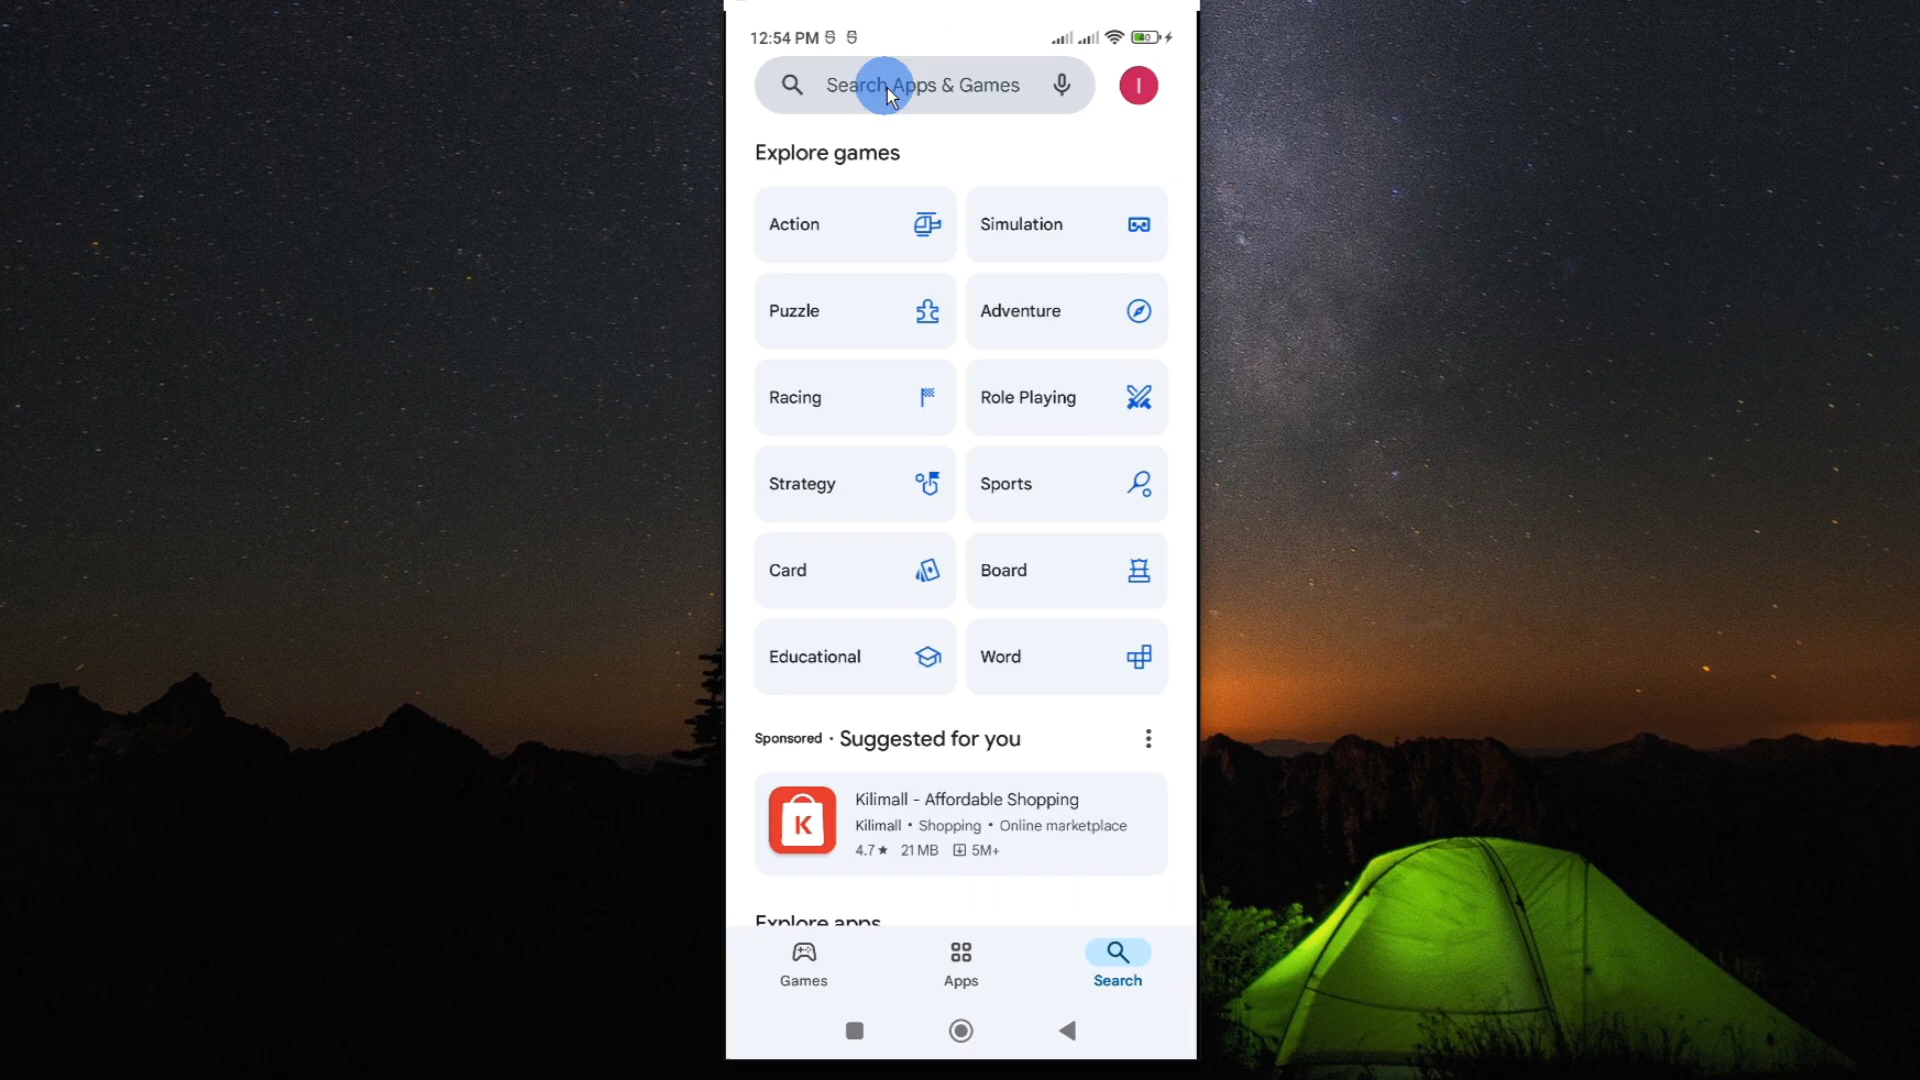 12:54 PM
40
Search Apps & Games
I
Explore games
Action
Simulation
Puzzle
Adventure
Racing
Role Playing
Strategy
Sports
Card
Board
Educational
Word
Sponsored · Suggested for you
K
Kilimall - Affordable Shopping
Kilimall • Shopping • Online marketplace
4.7★ 21 MB 5M+
Explore apps
Games
Apps
Search